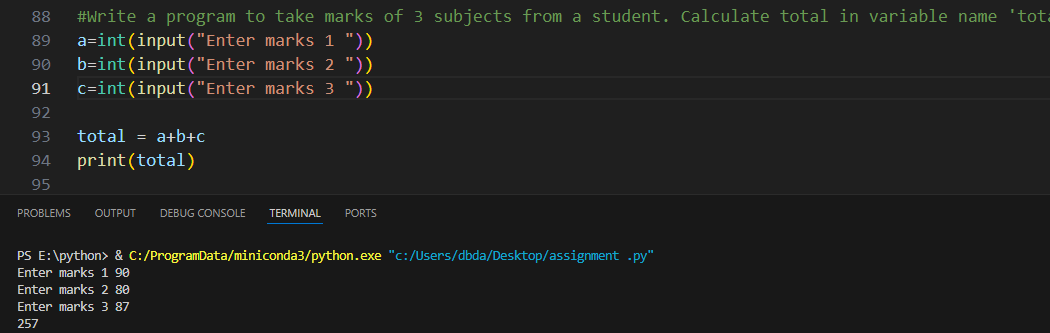 88 #Write a program to take marks of 3 subjects from a student. Calculate total in variable name
89 a=int(input("Enter marks 1 "))
90 b=int(input("Enter marks 2 "))
91 c=int(input("Enter marks 3 "))
92
93 total = a+b+c
94 print(total)
95
PROBLEMS OUTPUT DEBUG CONSOLE TERMINAL PORTS
PS E:\python> & C:/ProgramData/miniconda3/python.exe "c:/Users/dbda/Desktop/assignment .py"
Enter marks 1 90
Enter marks 2 80
Enter marks 3 87
257